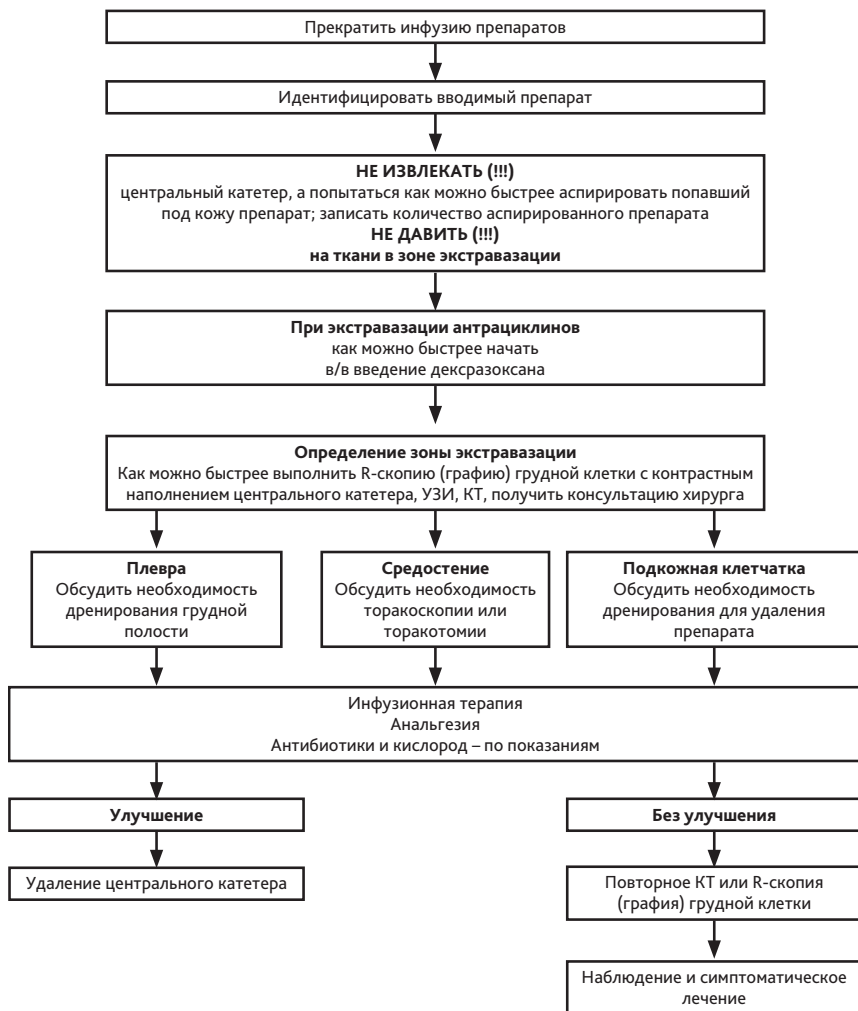 Прекратить инфузию препаратов
Идентифицировать вводимый препарат
НЕ ИЗВЛЕКАТЬ (!!!)
центральный катетер, а попытаться как можно быстрее аспирировать попавший
под кожу препарат; записать количество аспирированного препарата
НЕ ДАВИТЬ (!!!)
на ткани в зоне экстравазации
При экстравазации антрациклинов
как можно быстрее начать
в/в введение дексразоксана
Определение зоны экстравазации
Как можно быстрее выполнить R-скопию (графию) грудной клетки с контрастным
наполнением центрального катетера, УЗИ, КТ, получить консультацию хирурга
Плевра
Обсудить необходимость
дренирования грудной
полости
Средостение
Обсудить необходимость
торакоскопии или
торакотомии
Подкожная клетчатка
Обсудить необходимость
дренирования для удаления
препарата
Инфузионная терапия
Анальгезия
Антибиотики и кислород – по показаниям
Улучшение
Удаление центрального катетера
Без улучшения
Повторное КТ или R-скопия
(графия) грудной клетки
Наблюдение и симптоматическое
лечение